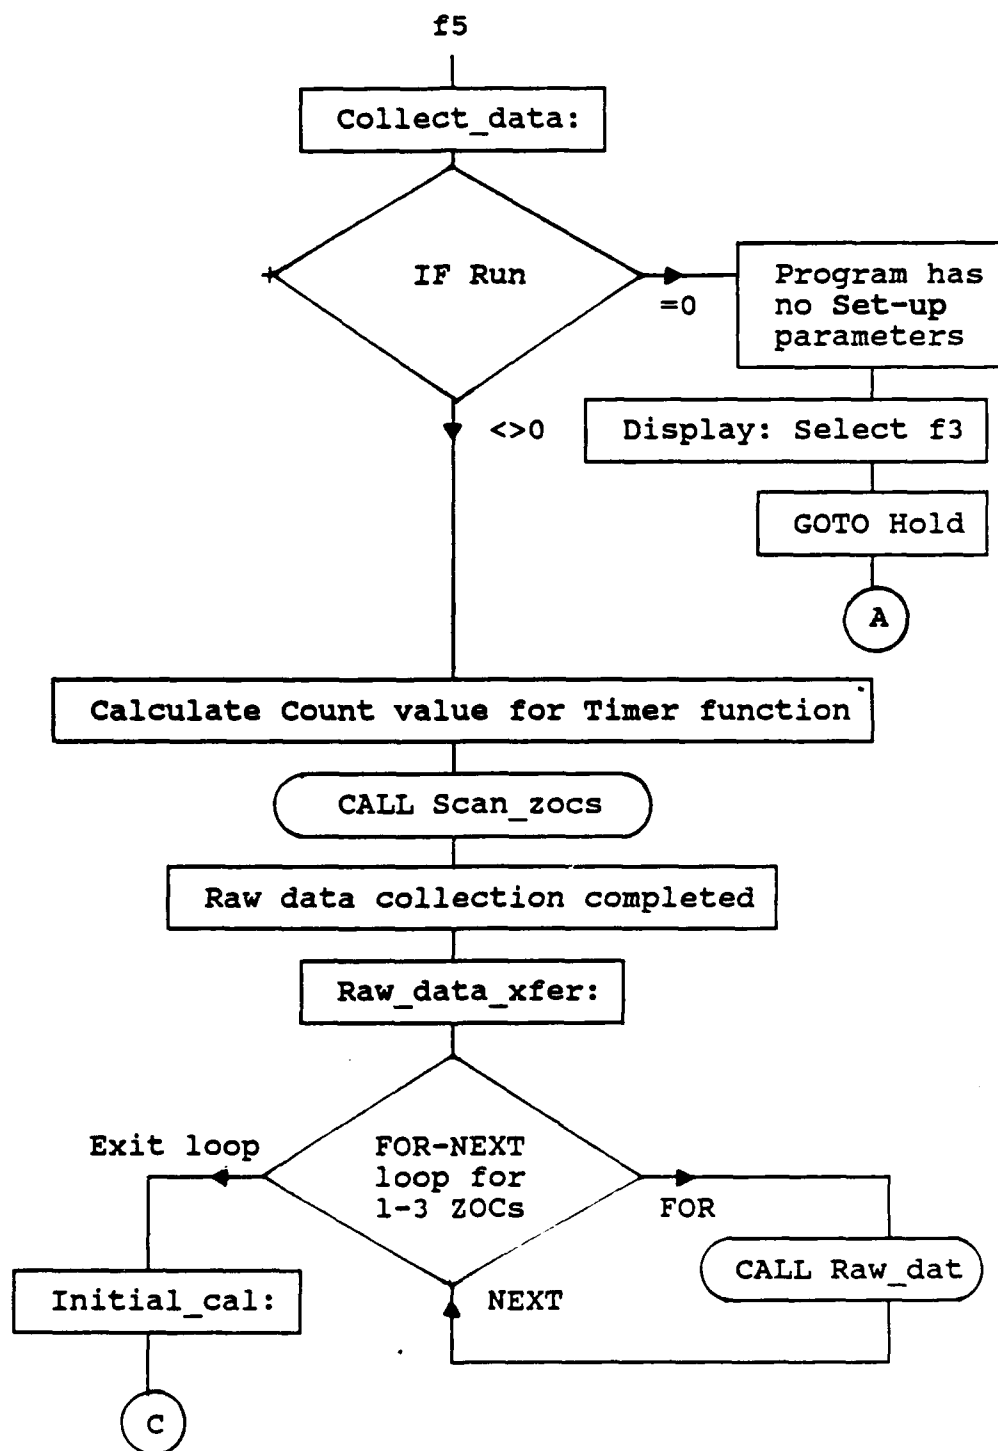 f5
Collect_data:
IF Run
=0
Program has
no Set-up
parameters
<>0
Display: Select f3
GOTO Hold
A
Calculate Count value for Timer function
CALL Scan_zocs
Raw data collection completed
Raw_data_xfer:
Exit loop
FOR-NEXT
loop for
1-3 ZOCs
FOR
CALL Raw_dat
NEXT
Initial_cal:
C